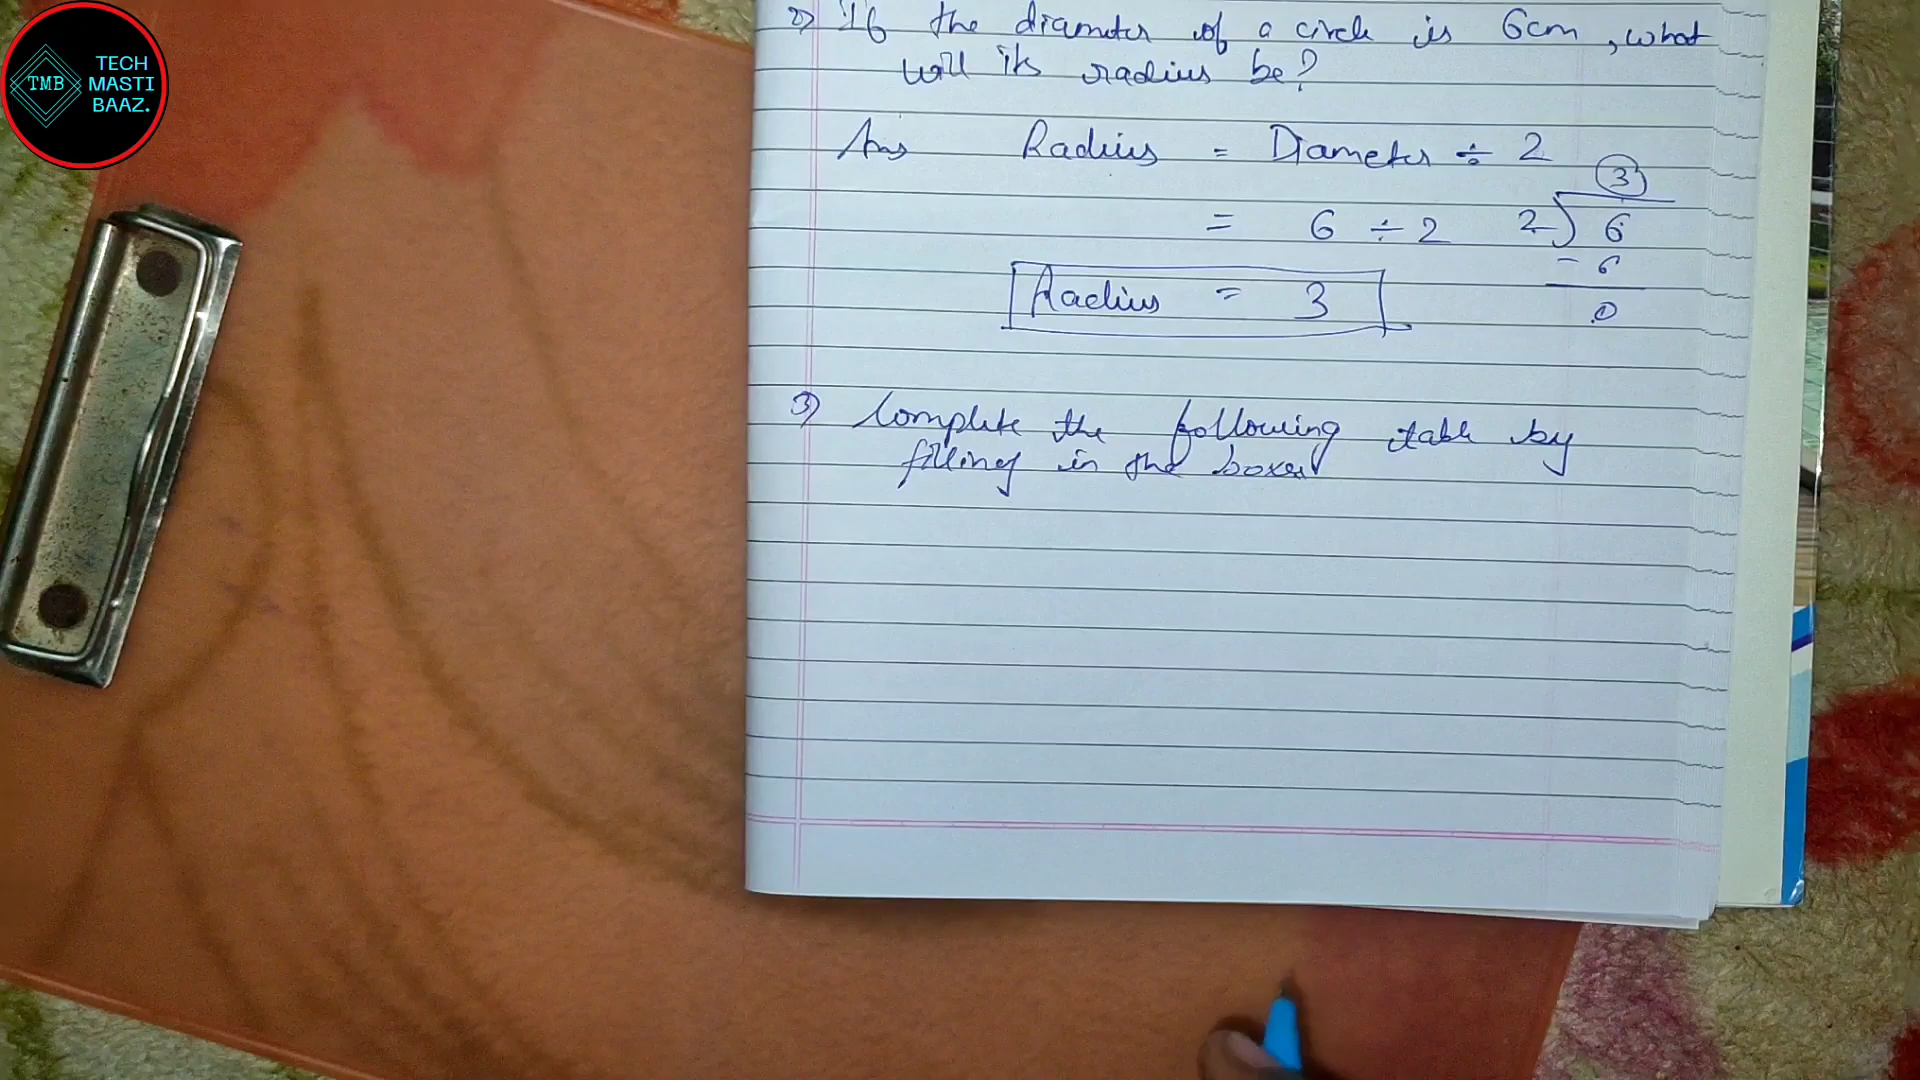 TMB
TECH
MASTI
BAAZ.
2) If the diameter of a circle is 6cm, what
will its radius be?
Ans Radius = Diameter ÷ 2
3
= 6 ÷ 2 2) 6
- 6
Radius = 3 0
3) Complete the following table by
filling in the boxes